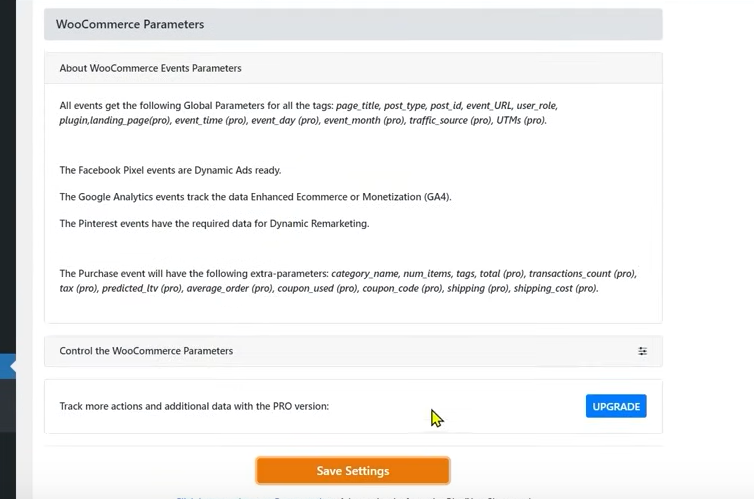 WooCommerce Parameters
About WooCommerce Events Parameters
All events get the following Global Parameters for all the tags: page_title, post_type, post_id, event_URL, user_role,
plugin,landing_page(pro), event_time (pro), event_day (pro), event_month (pro), traffic_source (pro), UTMs (pro).
The Facebook Pixel events are Dynamic Ads ready.
The Google Analytics events track the data Enhanced Ecommerce or Monetization (GA4).
The Pinterest events have the required data for Dynamic Remarketing.
The Purchase event will have the following extra-parameters: category_name, num_items, tags, total (pro), transactions_count (pro),
tax (pro), predicted_ltv (pro), average_order (pro), coupon_used (pro), coupon_code (pro), shipping (pro), shipping_cost (pro).
Control the WooCommerce Parameters
Track more actions and additional data with the PRO version:
UPGRADE
Save Settings